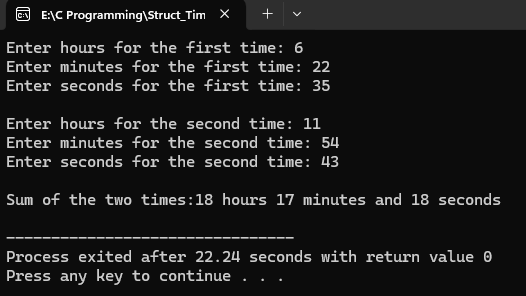 E:\C Programming\Struct_Tim
Enter hours for the first time: 6
Enter minutes for the first time: 22
Enter seconds for the first time: 35
Enter hours for the second time: 11
Enter minutes for the second time: 54
Enter seconds for the second time: 43
Sum of the two times:18 hours 17 minutes and 18 seconds
--------------------------------
Process exited after 22.24 seconds with return value 0
Press any key to continue . . .